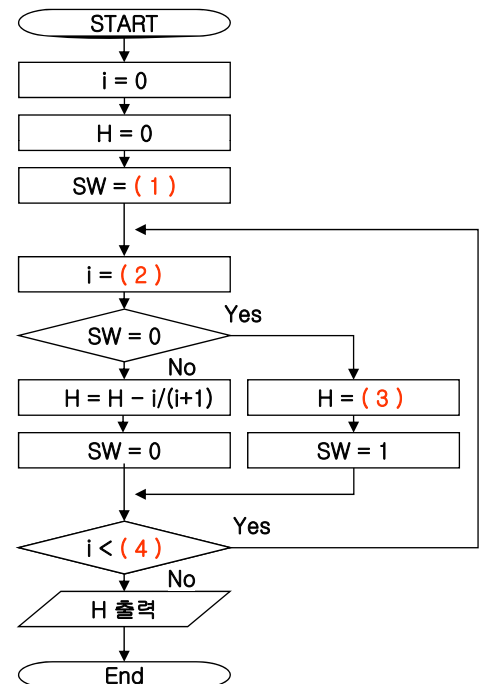 START
i = 0
H = 0
SW = ( 1 )
i = ( 2 )
SW = 0
Yes
No
H = H – i/(i+1)
H = ( 3 )
SW = 0
SW = 1
i < ( 4 )
Yes
No
H 출력
End